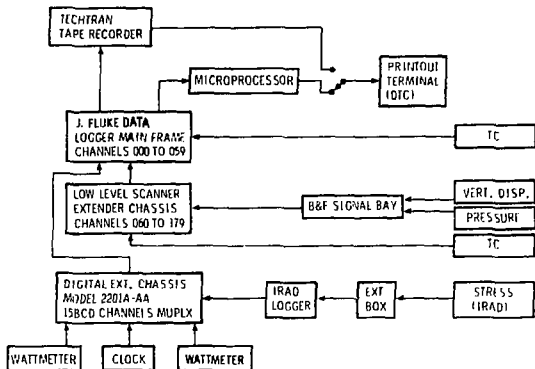 TECHTRAN
TAPE RECORDER
MICROPROCESSOR
PRINTOUT
TERMINAL
(DTC)
J. FLUKE DATA
LOGGER MAIN FRAME
CHANNELS 000 TO 059
TC
LOW LEVEL SCANNER
EXTENDER CHASSIS
CHANNELS 060 TO 179
B&F SIGNAL BAY
VERT. DISP.
PRESSURE
TC
DIGITAL EXT. CHASSIS
MODEL 2201A-AA
15BCD CHANNELS MUPLX
IRAD
LOGGER
EXT
BOX
STRESS
(IRAD)
WATTMETTER
CLOCK
WATTMETER